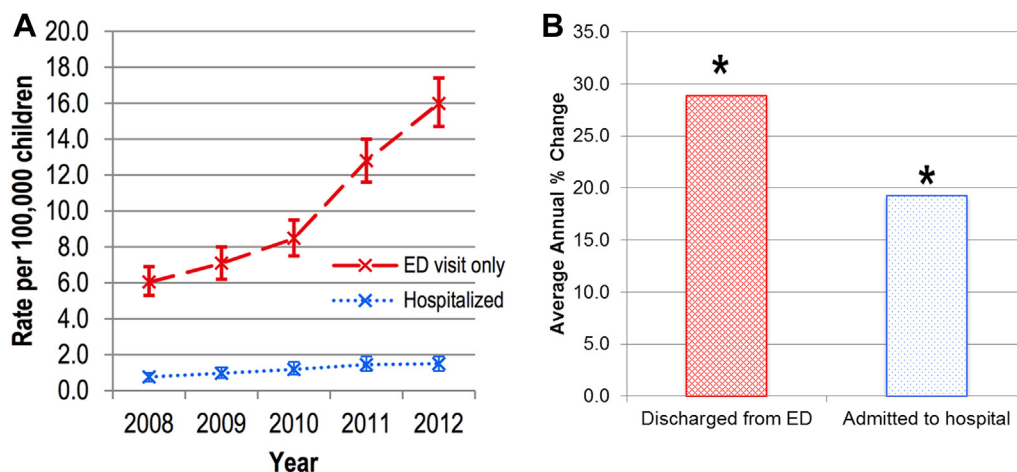 A
Rate per 100,000 children
20.0
18.0
16.0
14.0
12.0
10.0
8.0
6.0
4.0
2.0
0.0
ED visit only
Hospitalized
2008 2009 2010 2011 2012
Year
B
Average Annual % Change
35.0
30.0
25.0
20.0
15.0
10.0
5.0
0.0
*
*
Discharged from ED Admitted to hospital